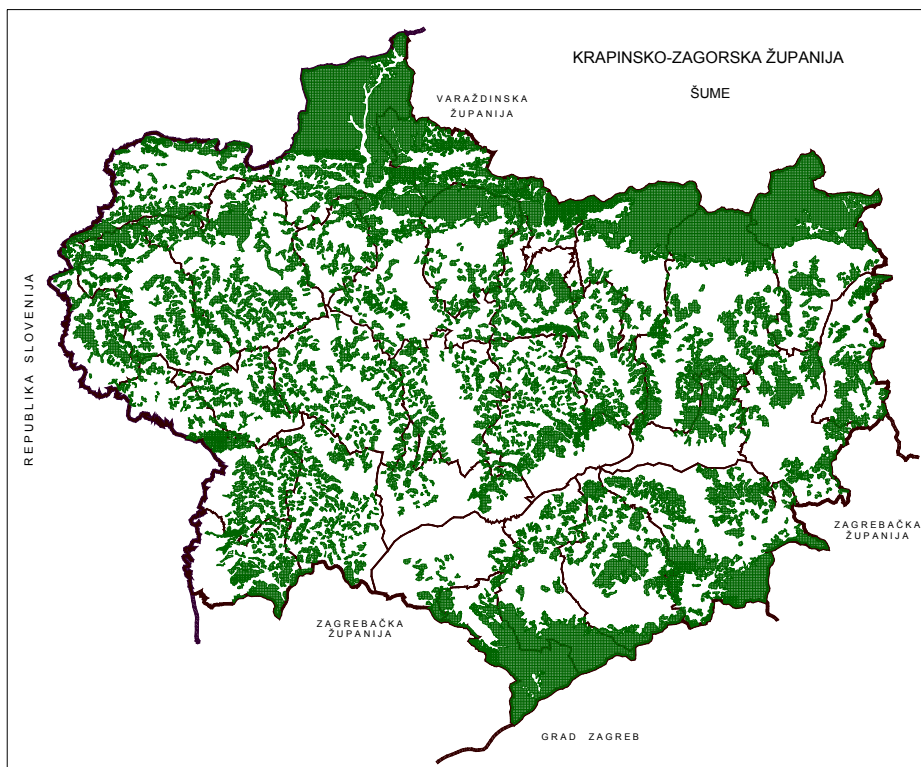 KRAPINSKO-ZAGORSKA ŽUPANIJA
ŠUME
VARAŽDINSKA
ŽUPANIJA
REPUBLIKA SLOVENIJA
ZAGREBAČKA
ŽUPANIJA
ZAGREBAČKA
ŽUPANIJA
GRAD ZAGREB